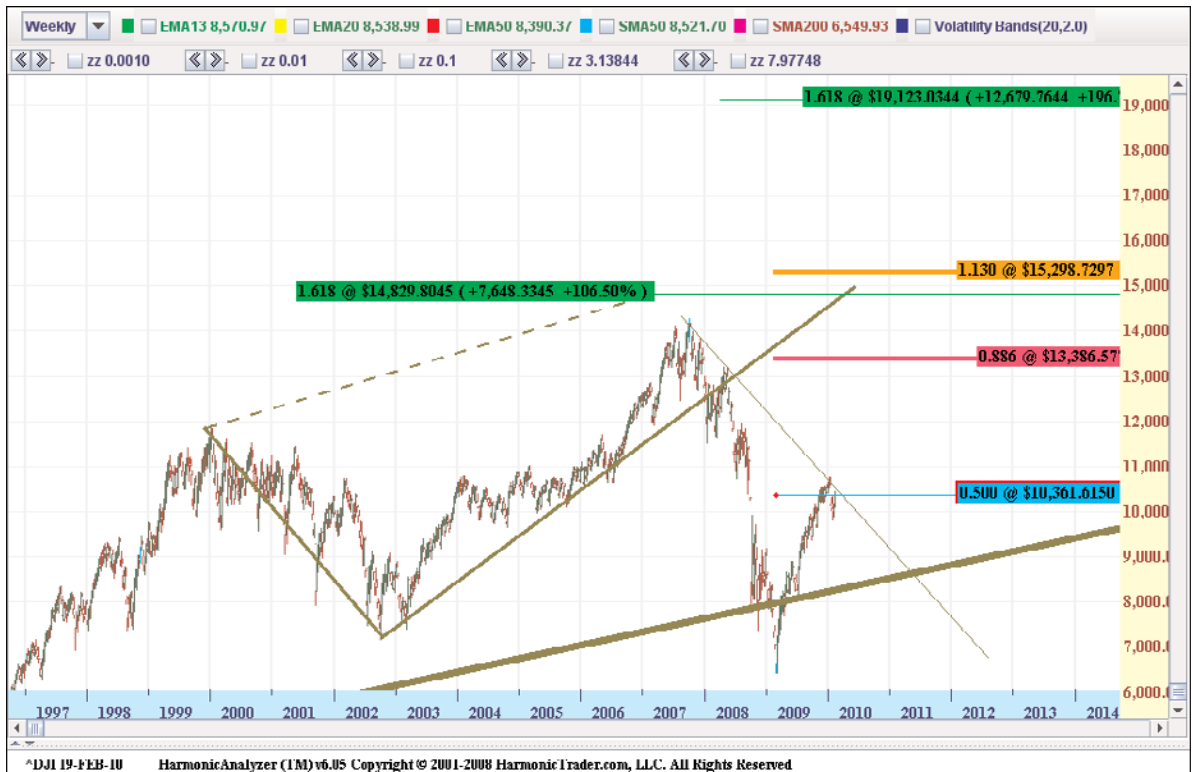 Weekly EMA13 8,570.97 EMA20 8,538.99 EMA50 8,390.37 SMA50 8,521.70 SMA200 6,549.93 Volatility Bands(20,2.0)
zz 0.0010 zz 0.01 zz 0.1 zz 3.13844 zz 7.97748
1.618 @ $19,123.0344 ( +12,679.7644 +196.
19,000
18,000
17,000
16,000
1.130 @ $15,298.7297
1.618 @ $14,829.8045 ( +7,648.3345 +106.50% )
15,000
14,000
0.886 @ $13,386.57
13,000
12,000
11,000
0.500 @ $10,361.6150
10,000
9,000.
8,000.
7,000.
6,000.
1997 1998 1999 2000 2001 2002 2003 2004 2005 2006 2007 2008 2009 2010 2011 2012 2013 2014
^DJI 19-FEB-10 HarmonicAnalyzer (TM) v6.05 Copyright © 2001-2008 HarmonicTrader.com, LLC. All Rights Reserved